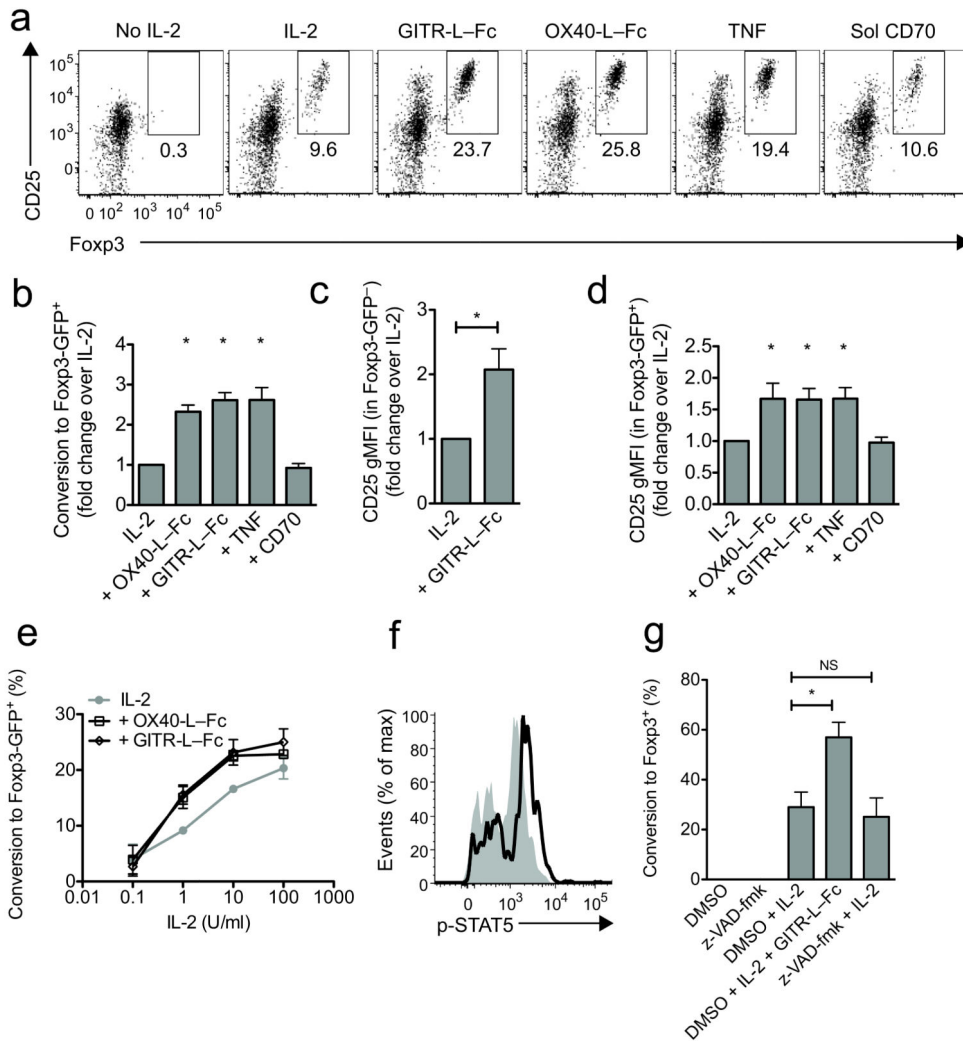 a
No IL-2 IL-2 GITR-L–Fc OX40-L–Fc TNF Sol CD70
10⁵
10⁴
10³
0
CD25
0.3 9.6 23.7 25.8 19.4 10.6
0 10² 10³ 10⁴ 10⁵
Foxp3
b
Conversion to Foxp3-GFP⁺
(fold change over IL-2)
4
3
2
1
0
* * *
IL-2
+ OX40-L–Fc
+ GITR-L–Fc
+ TNF
+ CD70
c
CD25 gMFI (in Foxp3-GFP⁻)
(fold change over IL-2)
3
2
1
0
*
IL-2
+ GITR-L–Fc
d
CD25 gMFI (in Foxp3-GFP⁺)
(fold change over IL-2)
2.5
2.0
1.5
1.0
0.5
0.0
* * *
IL-2
+ OX40-L–Fc
+ GITR-L–Fc
+ TNF
+ CD70
e
Conversion to Foxp3-GFP⁺ (%)
IL-2
+ OX40-L–Fc
+ GITR-L–Fc
30
20
10
0
0.01 0.1 1 10 100 1000
IL-2 (U/ml)
f
Events (% of max)
100
80
60
40
20
0
0 10³ 10⁴ 10⁵
p-STAT5
g
Conversion to Foxp3⁺ (%)
80
60
40
20
0
NS
*
DMSO
z-VAD-fmk
DMSO + IL-2
DMSO + IL-2 + GITR-L–Fc
z-VAD-fmk + IL-2